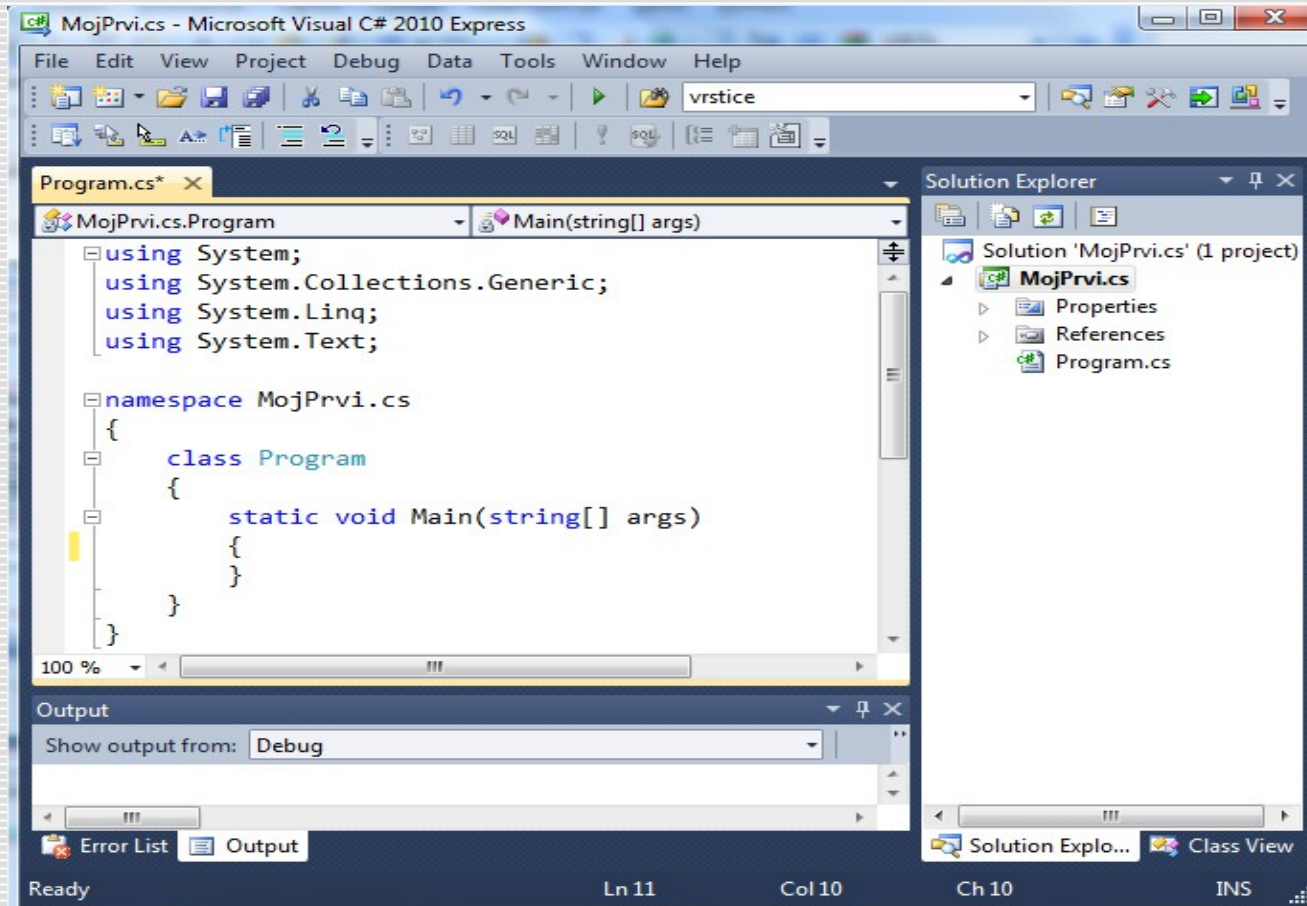 MojPrvi.cs - Microsoft Visual C# 2010 Express
File Edit View Project Debug Data Tools Window Help
vrstice
Program.cs*
MojPrvi.cs.Program Main(string[] args)
using System;
using System.Collections.Generic;
using System.Linq;
using System.Text;
namespace MojPrvi.cs
{
class Program
{
static void Main(string[] args)
{
}
}
}
100 %
Output
Show output from: Debug
Error List Output
Solution Explorer
Solution 'MojPrvi.cs' (1 project)
MojPrvi.cs
Properties
References
Program.cs
Solution Explo... Class View
Ready Ln 11 Col 10 Ch 10 INS